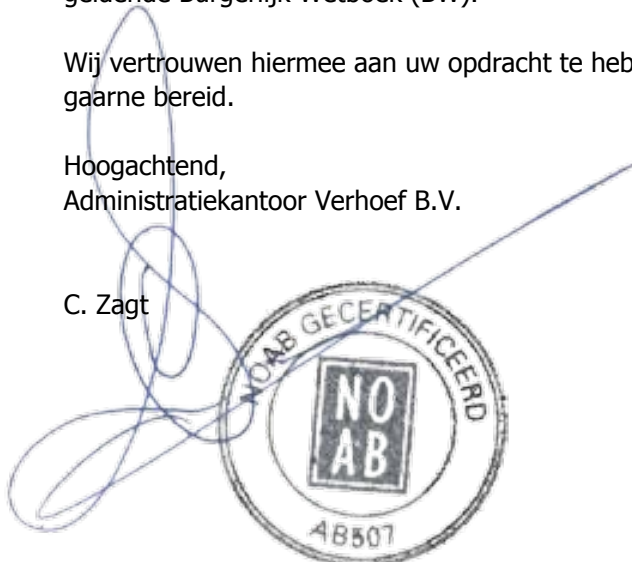 geldende Burgerlijk Wetboek (BW).
Wij vertrouwen hiermee aan uw opdracht te heb
gaarne bereid.
Hoogachtend,
Administratiekantoor Verhoef B.V.
C. Zagt
NOAB GECERTIFICEERD
NO
AB
AB507